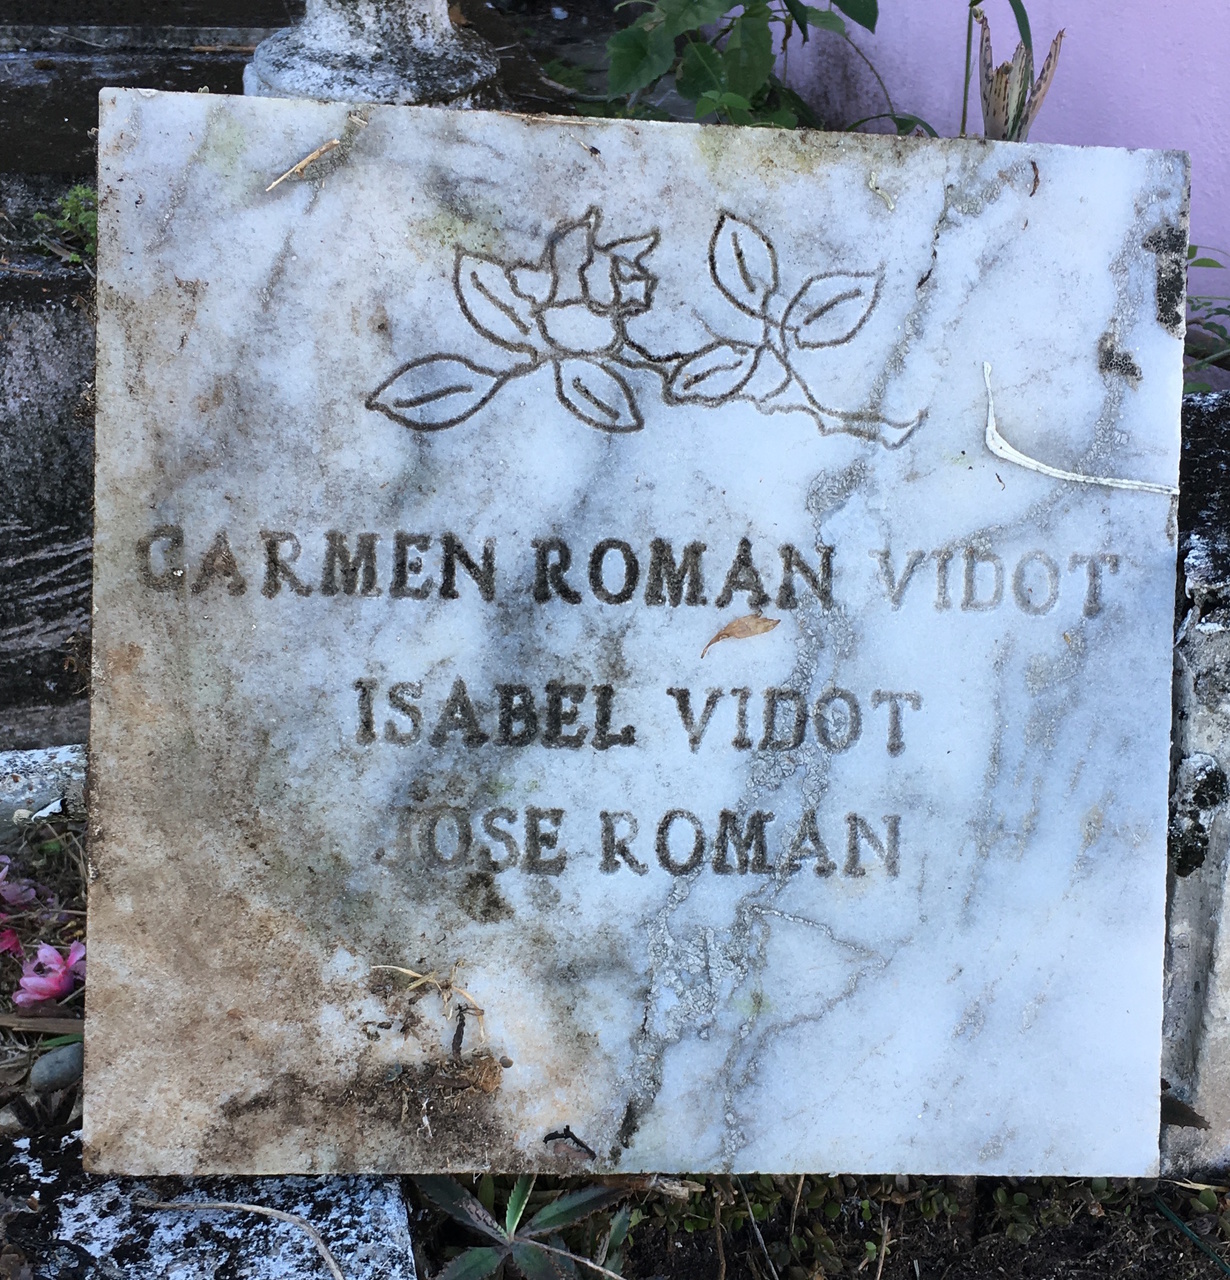 CARMEN ROMAN VIDOT
ISABEL VIDOT
JOSE ROMAN